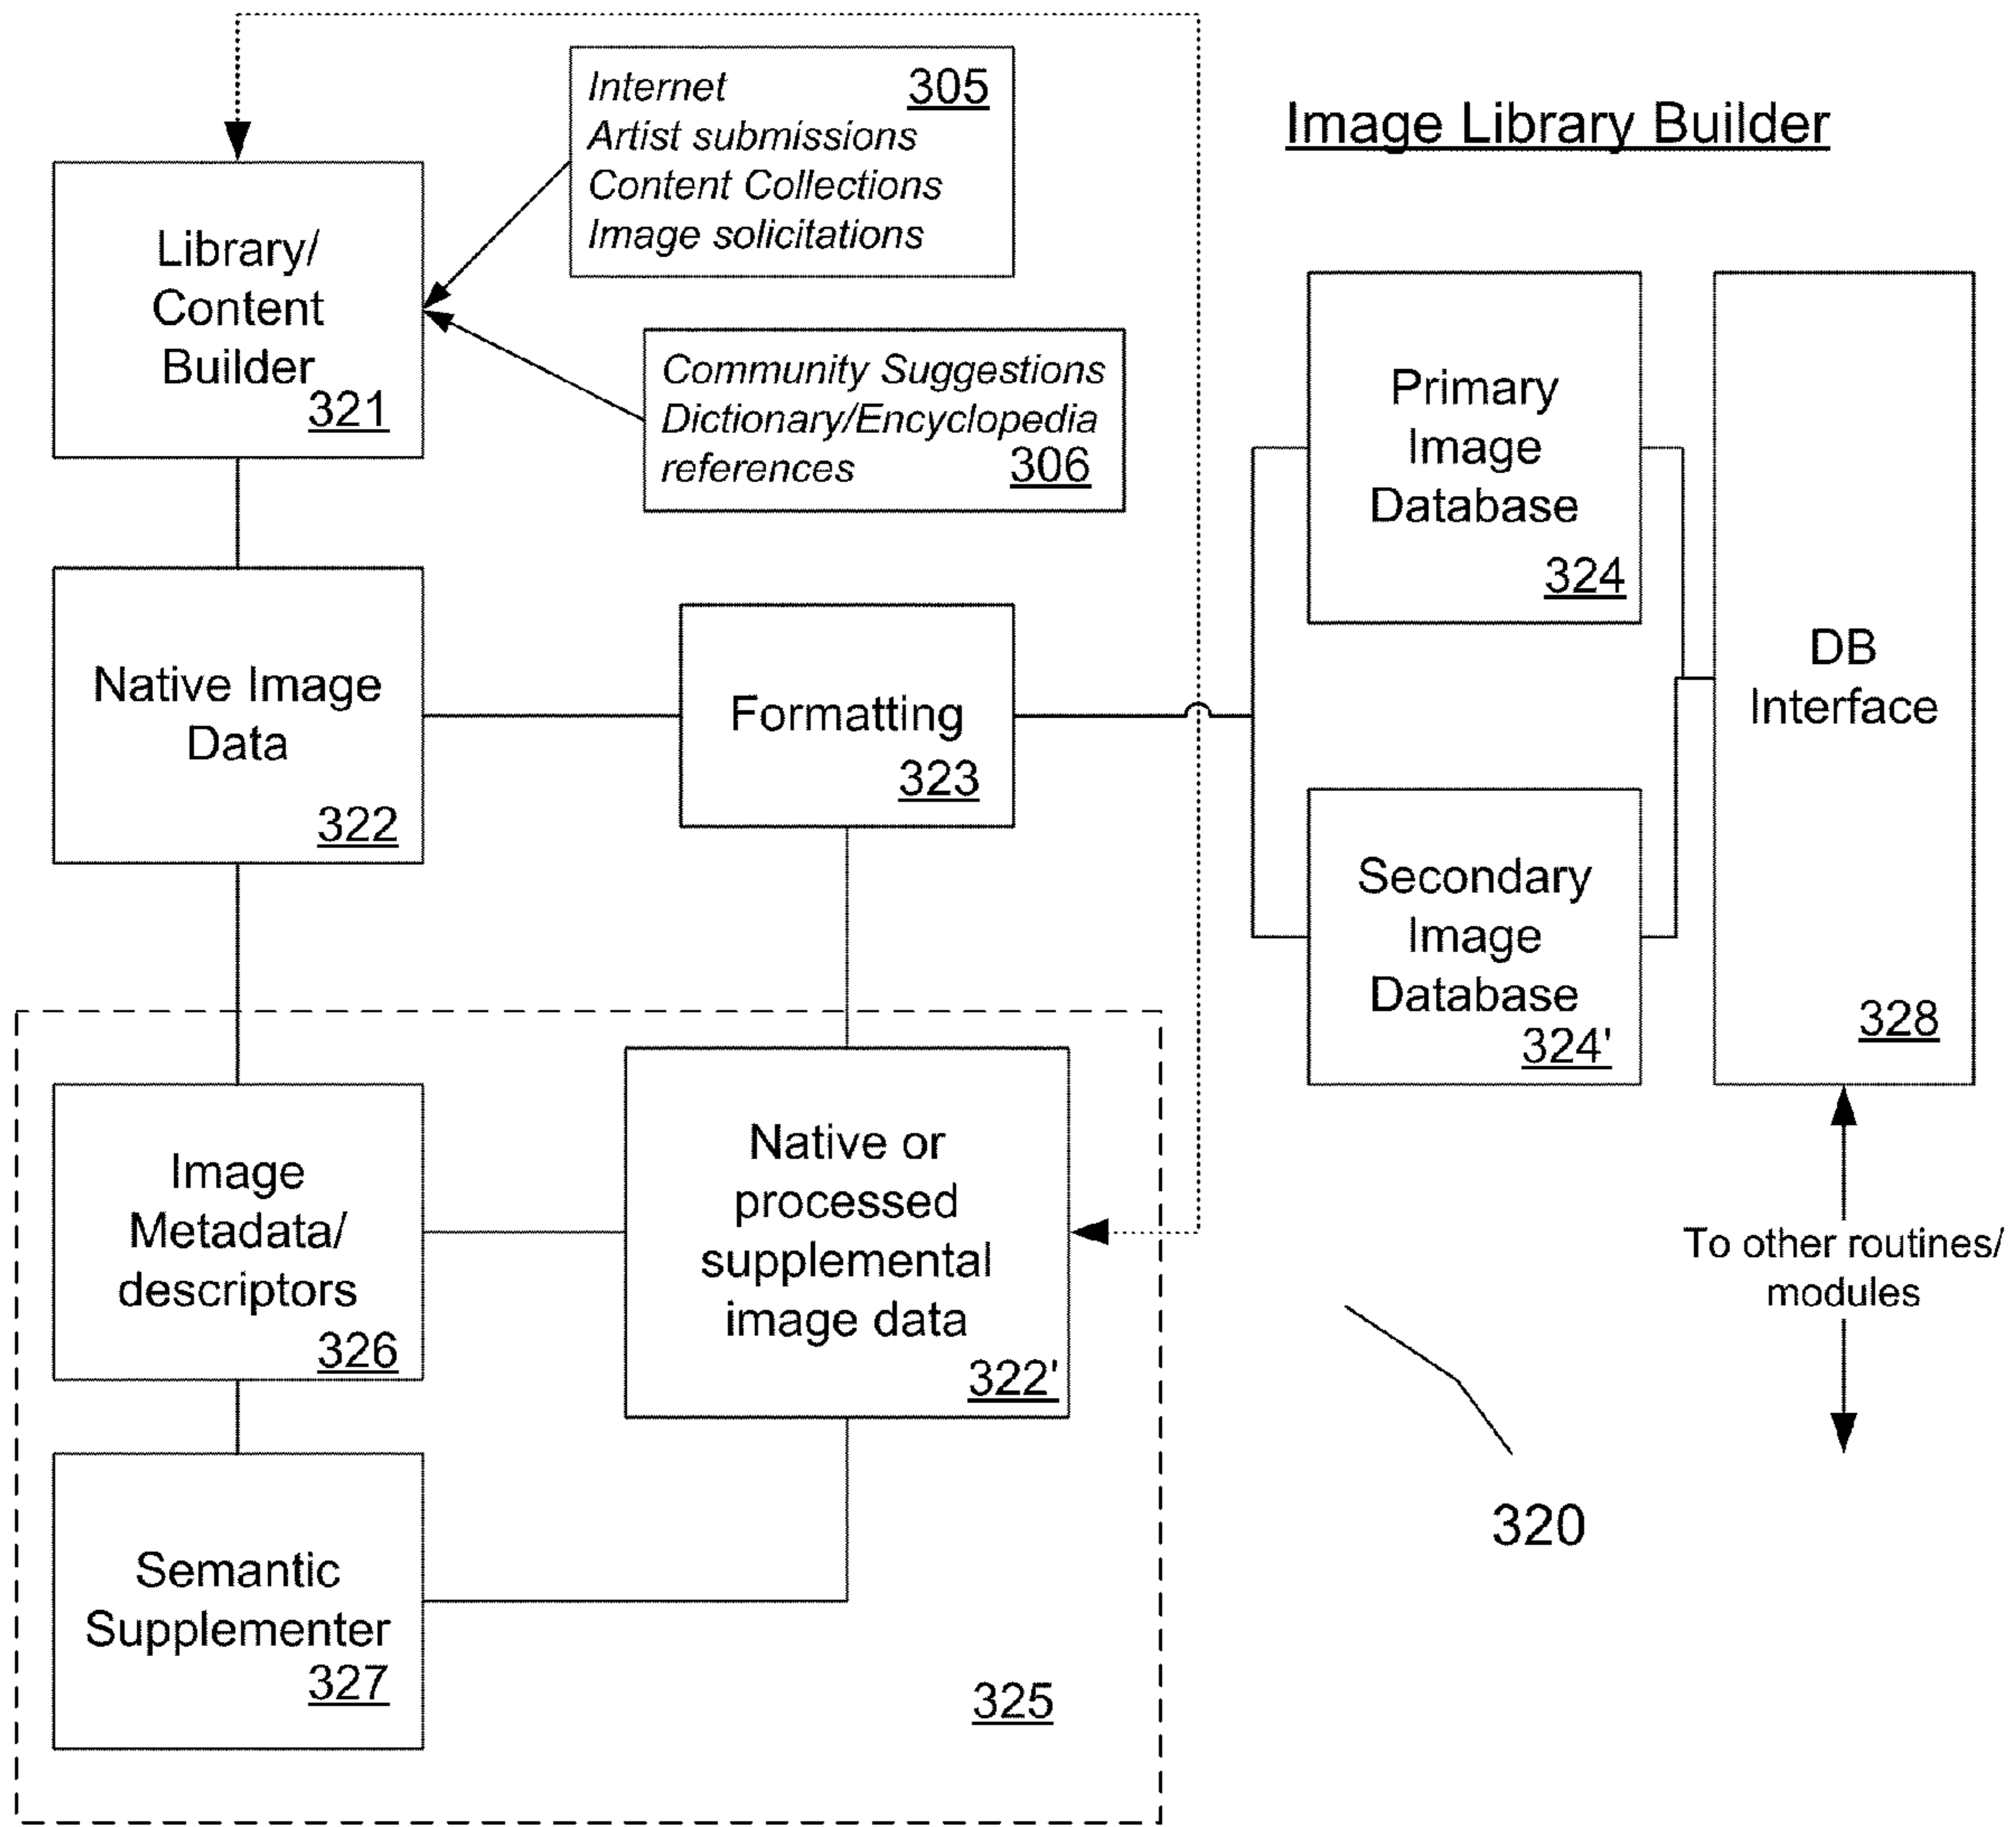 Image Library Builder
Internet 305
Artist submissions
Content Collections
Image solicitations
Library/
Content
Builder
321
Community Suggestions
Dictionary/Encyclopedia
references 306
Primary
Image
Database
324
DB
Interface
328
Native Image
Data
322
Formatting
323
Secondary
Image
Database
324'
Image
Metadata/
descriptors
326
Native or
processed
supplemental
image data
322'
To other routines/
modules
Semantic
Supplementer
327
325
320